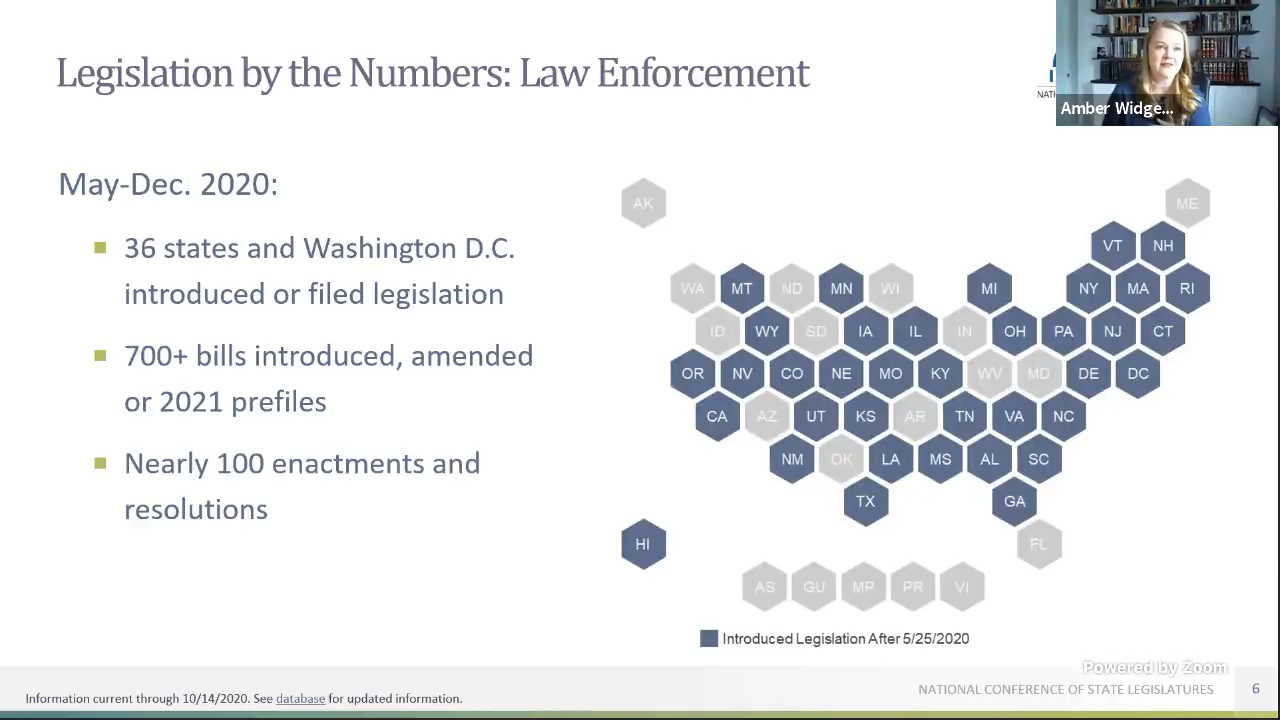 Legislation by the Numbers: Law Enforcement
NATI
Amber Widge...
May-Dec. 2020:
36 states and Washington D.C.
introduced or filed legislation
700+ bills introduced, amended
or 2021 prefiles
Nearly 100 enactments and
resolutions
AK ME
VT NH
WA MT ND MN WI MI NY MA RI
ID WY SD IA IL IN OH PA NJ CT
OR NV CO NE MO KY WV MD DE DC
CA AZ UT KS AR TN VA NC
NM OK LA MS AL SC
TX GA
HI FL
AS GU MP PR VI
Introduced Legislation After 5/25/2020
Powered by Zoom
Information current through 10/14/2020. See database for updated information.
NATIONAL CONFERENCE OF STATE LEGISLATURES 6